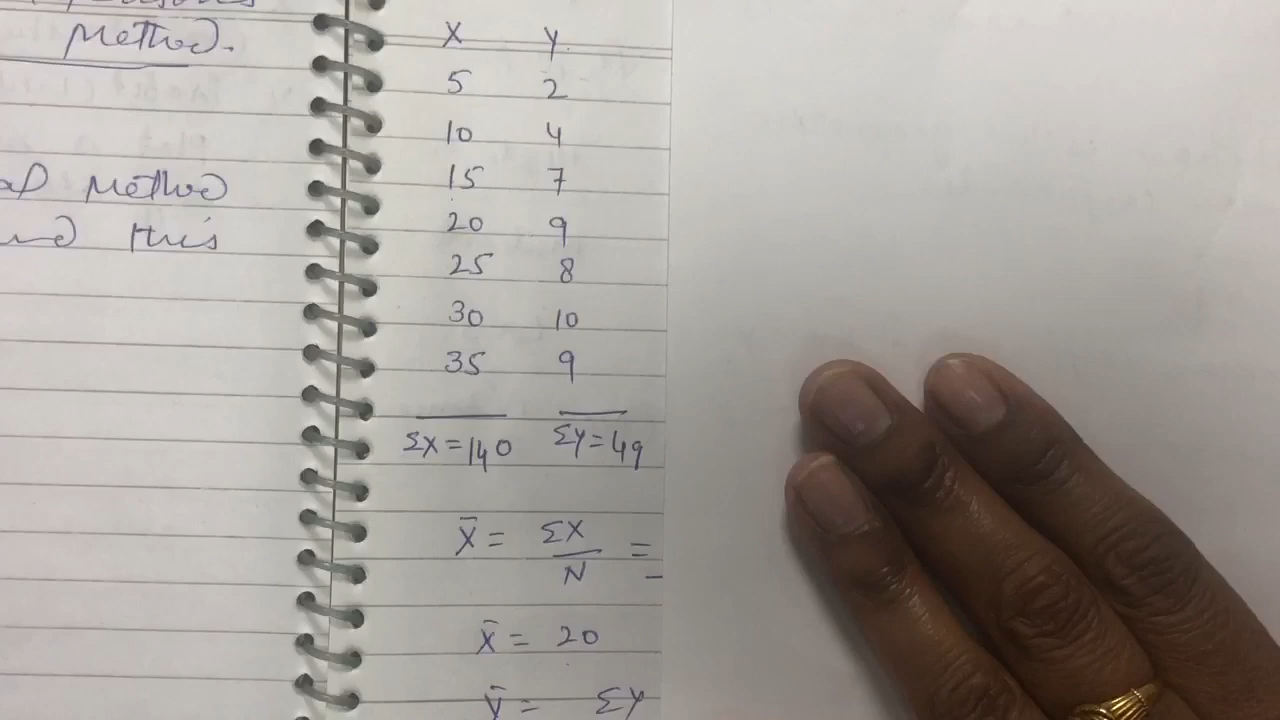 Method.
Method
this
X Y
5 2
10 4
15 7
20 9
25 8
30 10
35 9
ΣX=140 ΣY=49
X̄ = ΣX/N =
X̄ = 20
Ȳ = ΣY